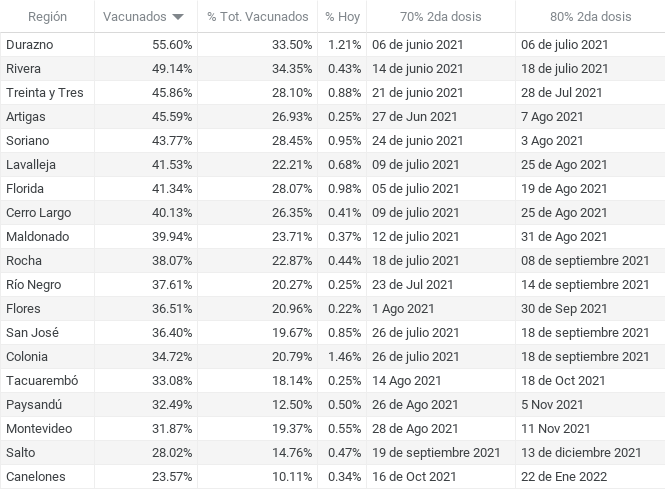 Región Vacunados % Tot. Vacunados % Hoy 70% 2da dosis 80% 2da dosis
Durazno 55.60% 33.50% 1.21% 06 de junio 2021 06 de julio 2021
Rivera 49.14% 34.35% 0.43% 14 de junio 2021 18 de julio 2021
Treinta y Tres 45.86% 28.10% 0.88% 21 de junio 2021 28 de Jul 2021
Artigas 45.59% 26.93% 0.25% 27 de Jun 2021 7 Ago 2021
Soriano 43.77% 28.45% 0.95% 24 de junio 2021 3 Ago 2021
Lavalleja 41.53% 22.21% 0.68% 09 de julio 2021 25 de Ago 2021
Florida 41.34% 28.07% 0.98% 05 de julio 2021 19 de Ago 2021
Cerro Largo 40.13% 26.35% 0.41% 09 de julio 2021 25 de Ago 2021
Maldonado 39.94% 23.71% 0.37% 12 de julio 2021 31 de Ago 2021
Rocha 38.07% 22.87% 0.44% 18 de julio 2021 08 de septiembre 2021
Río Negro 37.61% 20.27% 0.25% 23 de Jul 2021 14 de septiembre 2021
Flores 36.51% 20.96% 0.22% 1 Ago 2021 30 de Sep 2021
San José 36.40% 19.67% 0.85% 26 de julio 2021 18 de septiembre 2021
Colonia 34.72% 20.79% 1.46% 26 de julio 2021 18 de septiembre 2021
Tacuarembó 33.08% 18.14% 0.25% 14 Ago 2021 18 de Oct 2021
Paysandú 32.49% 12.50% 0.50% 26 de Ago 2021 5 Nov 2021
Montevideo 31.87% 19.37% 0.55% 28 de Ago 2021 11 Nov 2021
Salto 28.02% 14.76% 0.47% 19 de septiembre 2021 13 de diciembre 2021
Canelones 23.57% 10.11% 0.34% 16 de Oct 2021 22 de Ene 2022